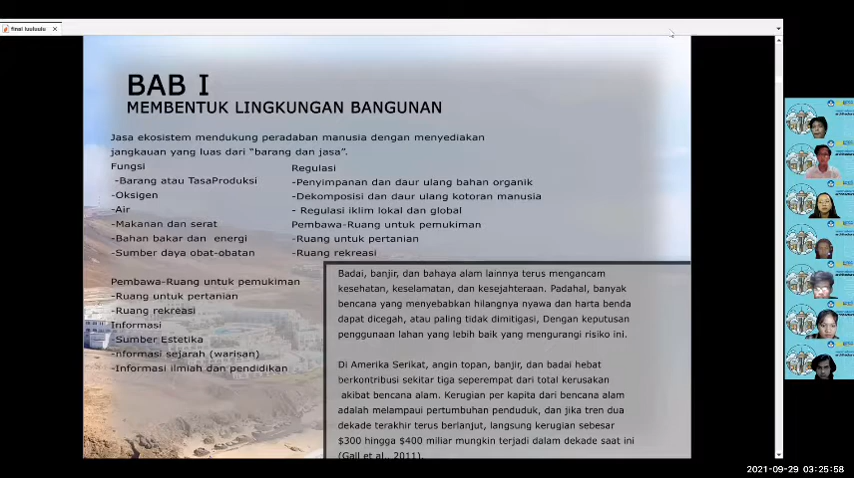 final luuluulu
BAB I
MEMBENTUK LINGKUNGAN BANGUNAN
Jasa ekosistem mendukung peradaban manusia dengan menyediakan
jangkauan yang luas dari “barang dan jasa”.
Fungsi
-Barang atau TasaProduksi
-Oksigen
-Air
-Makanan dan serat
-Bahan bakar dan energi
-Sumber daya obat-obatan
Pembawa-Ruang untuk pemukiman
-Ruang untuk pertanian
-Ruang rekreasi
Informasi
-Sumber Estetika
-nformasi sejarah (warisan)
-Informasi ilmiah dan pendidikan
Regulasi
-Penyimpanan dan daur ulang bahan organik
-Dekomposisi dan daur ulang kotoran manusia
- Regulasi iklim lokal dan global
Pembawa-Ruang untuk pemukiman
-Ruang untuk pertanian
-Ruang rekreasi
Badai, banjir, dan bahaya alam lainnya terus mengancam
kesehatan, keselamatan, dan kesejahteraan. Padahal, banyak
bencana yang menyebabkan hilangnya nyawa dan harta benda
dapat dicegah, atau paling tidak dimitigasi, Dengan keputusan
penggunaan lahan yang lebih baik yang mengurangi risiko ini.
Di Amerika Serikat, angin topan, banjir, dan badai hebat
berkontribusi sekitar tiga seperempat dari total kerusakan
akibat bencana alam. Kerugian per kapita dari bencana alam
adalah melampaui pertumbuhan penduduk, dan jika tren dua
dekade terakhir terus berlanjut, langsung kerugian sebesar
$300 hingga $400 miliar mungkin terjadi dalam dekade saat ini
(Gall et al., 2011).
2021-09-29 03:25:58